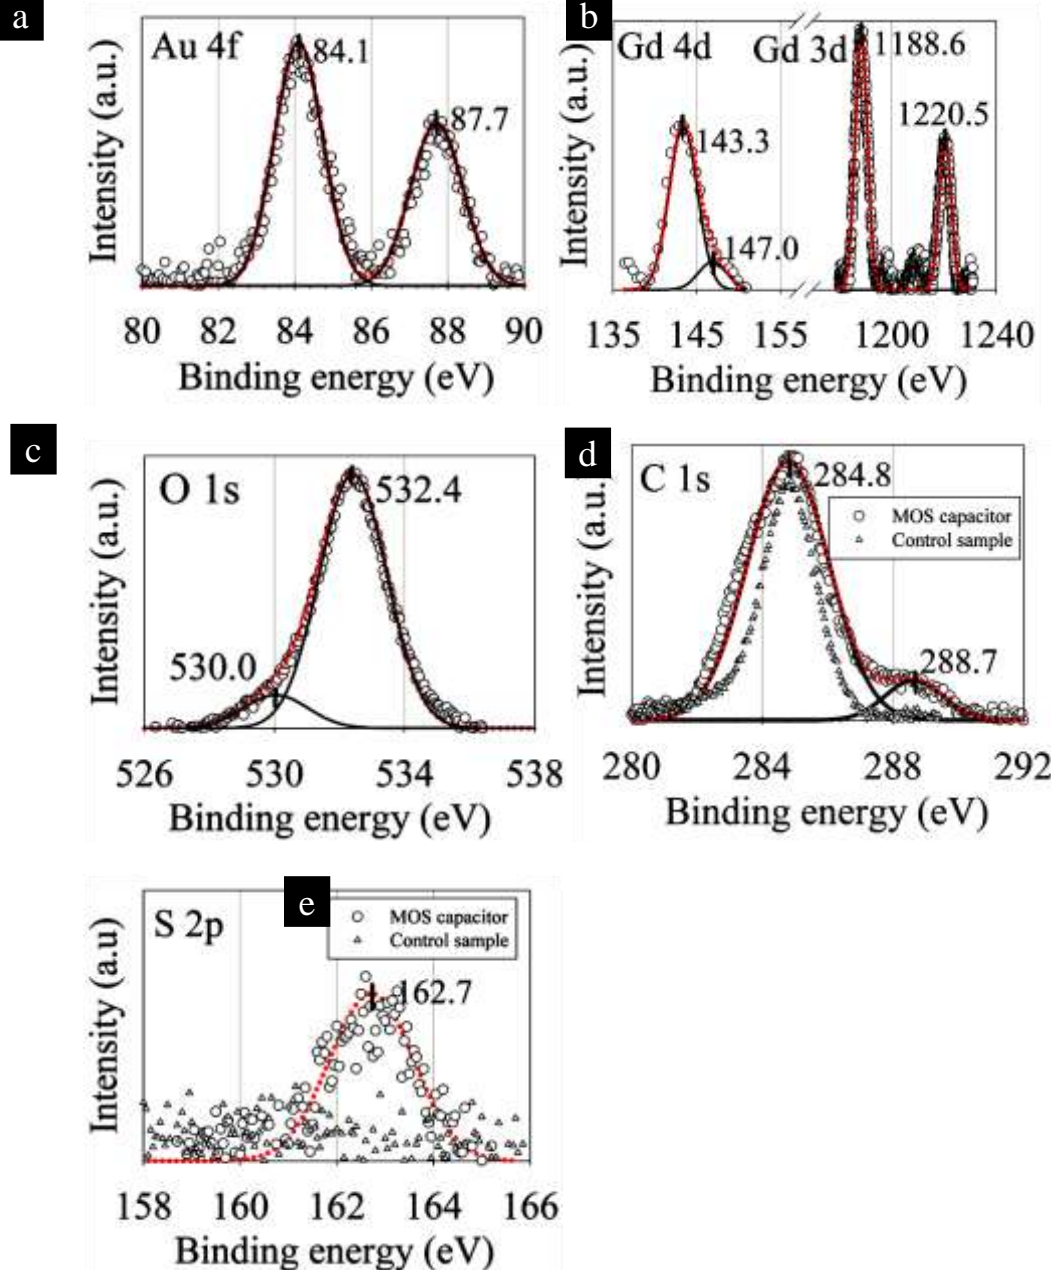 a
Au 4f
84.1
87.7
Intensity (a.u.)
80 82 84 86 88 90
Binding energy (eV)
b
Gd 4d
Gd 3d
1188.6
1220.5
143.3
147.0
Intensity (a.u.)
135 145 155 1200 1240
Binding energy (eV)
c
O 1s
532.4
530.0
Intensity (a.u.)
526 530 534 538
Binding energy (eV)
d
C 1s
284.8
MOS capacitor
Control sample
288.7
Intensity (a.u.)
280 284 288 292
Binding energy (eV)
S 2p
e
MOS capacitor
Control sample
162.7
Intensity (a.u)
158 160 162 164 166
Binding energy (eV)